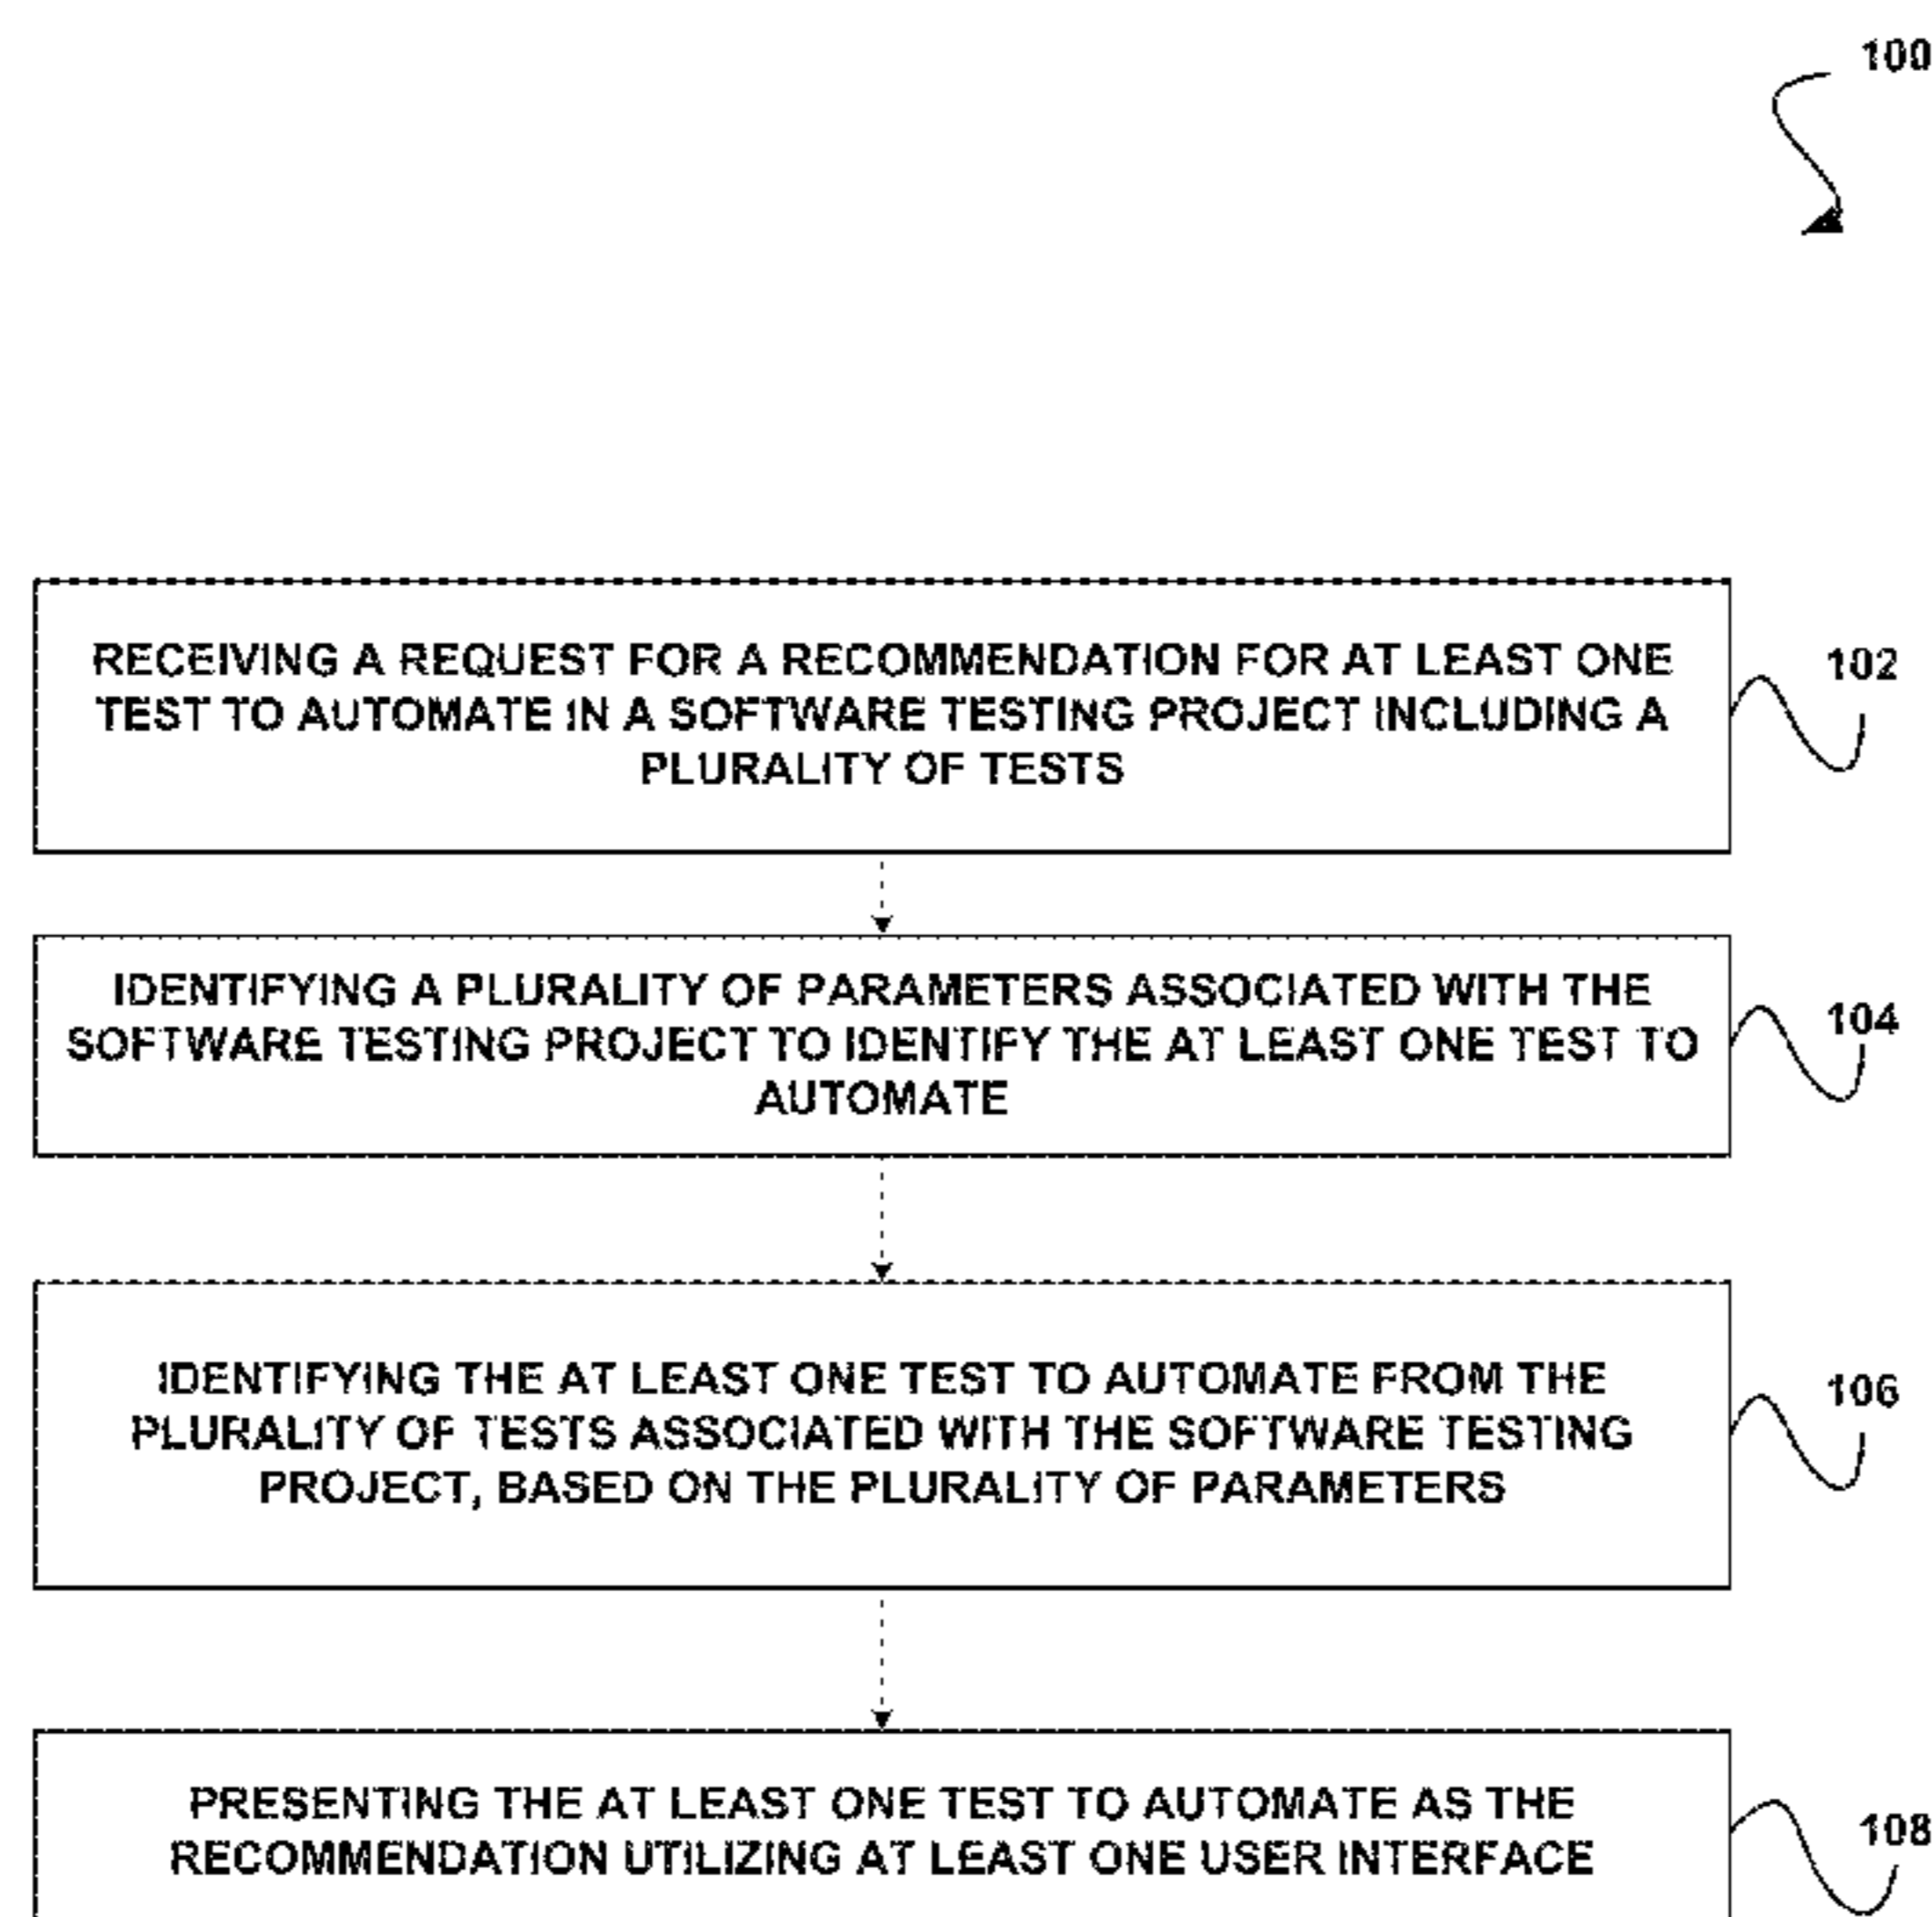 100
RECEIVING A REQUEST FOR A RECOMMENDATION FOR AT LEAST ONE
TEST TO AUTOMATE IN A SOFTWARE TESTING PROJECT INCLUDING A
PLURALITY OF TESTS
102
IDENTIFYING A PLURALITY OF PARAMETERS ASSOCIATED WITH THE
SOFTWARE TESTING PROJECT TO IDENTIFY THE AT LEAST ONE TEST TO
AUTOMATE
104
IDENTIFYING THE AT LEAST ONE TEST TO AUTOMATE FROM THE
PLURALITY OF TESTS ASSOCIATED WITH THE SOFTWARE TESTING
PROJECT, BASED ON THE PLURALITY OF PARAMETERS
106
PRESENTING THE AT LEAST ONE TEST TO AUTOMATE AS THE
RECOMMENDATION UTILIZING AT LEAST ONE USER INTERFACE
108